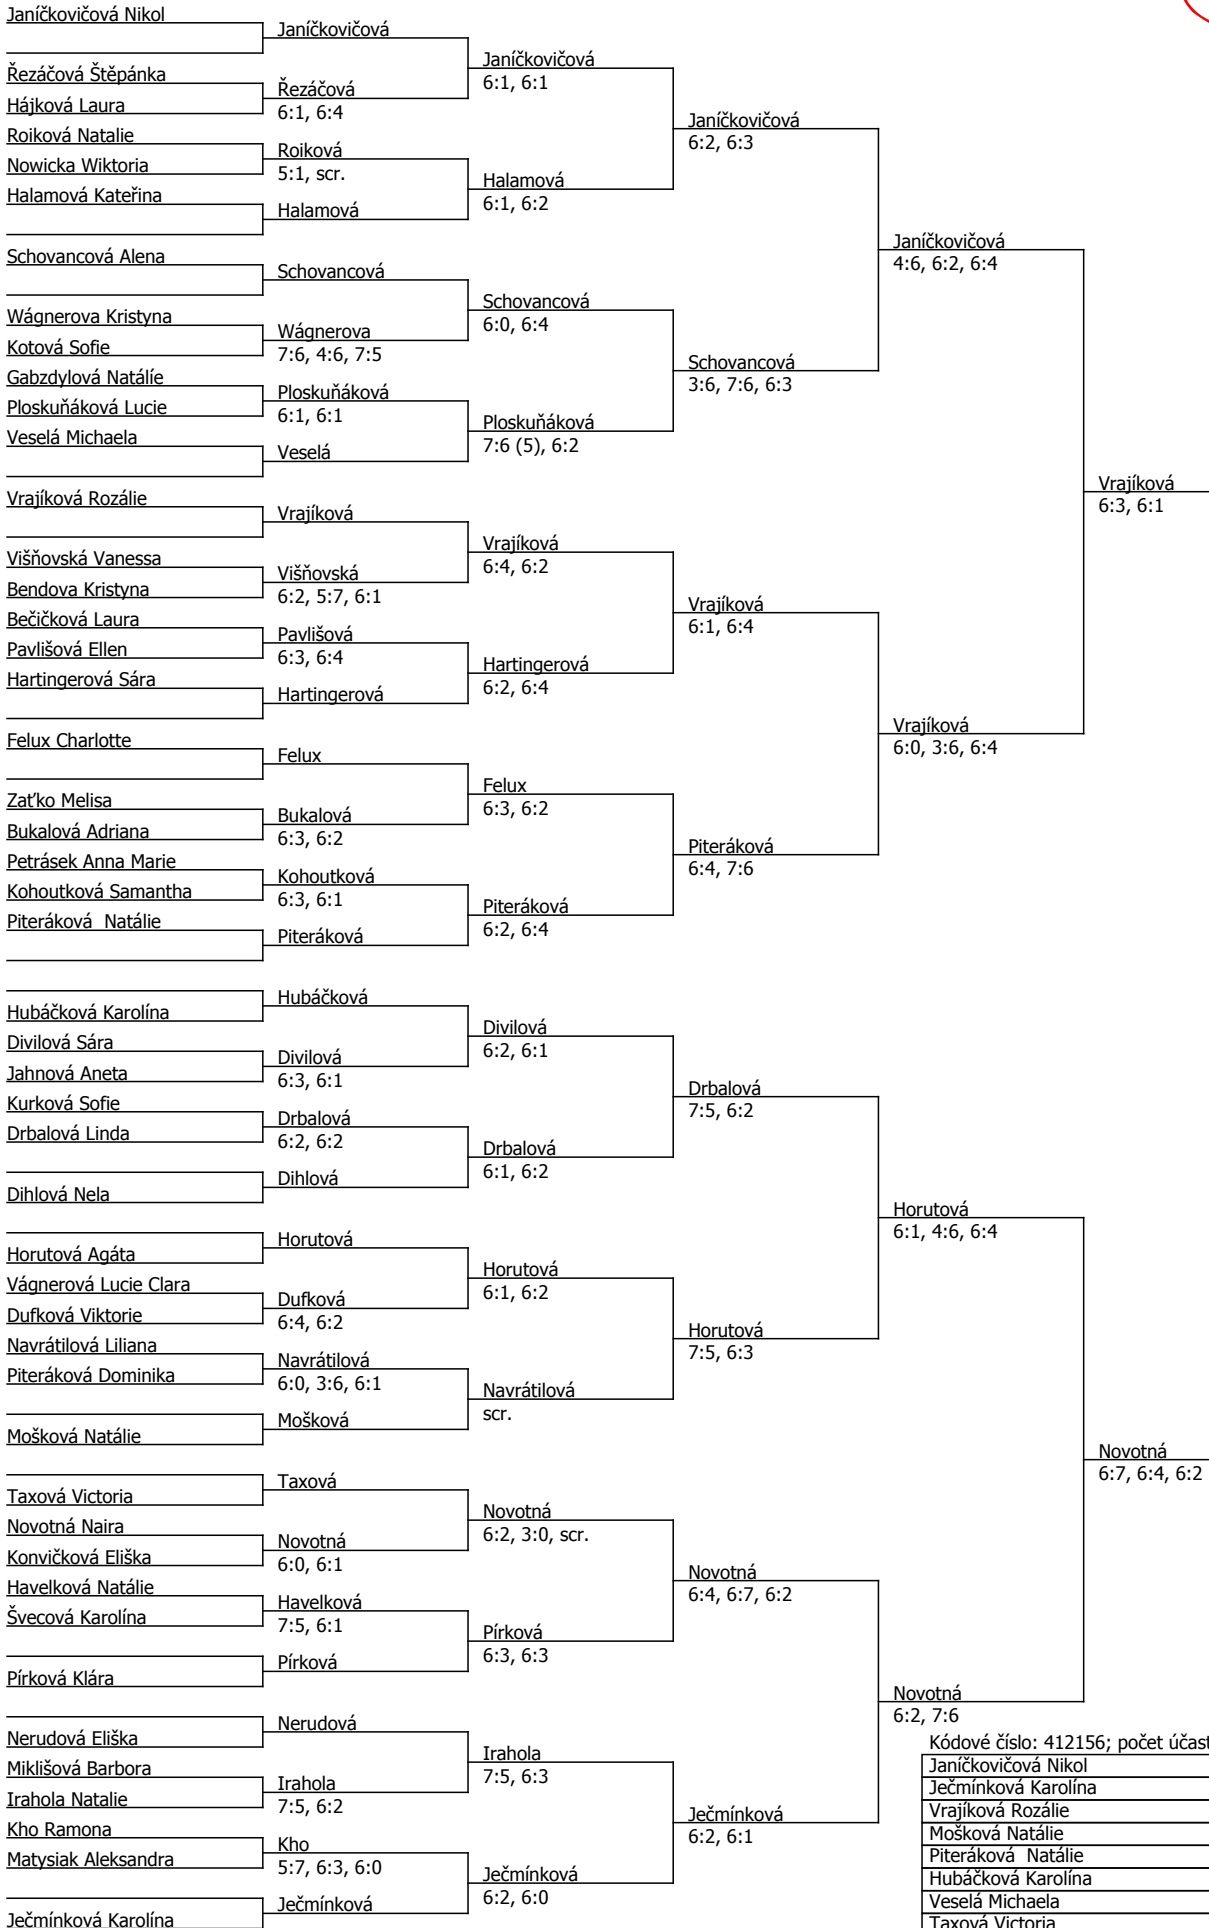 Janíčkovičová Nikol
Řezáčová Štěpánka
Hájková Laura
Roiková Natalie
Nowicka Wiktoria
Halamová Kateřina
Schovancová Alena
Wágnerova Kristyna
Kotová Sofie
Gabzdylová Natálíe
Ploskuňáková Lucie
Veselá Michaela
Vrajíková Rozálie
Višňovská Vanessa
Bendova Kristyna
Bečičková Laura
Pavlišová Ellen
Hartingerová Sára
Felux Charlotte
Zaťko Melisa
Bukalová Adriana
Petrásek Anna Marie
Kohoutková Samantha
Piteráková  Natálie
Hubáčková Karolína
Divilová Sára
Jahnová Aneta
Kurková Sofie
Drbalová Linda
Dihlová Nela
Horutová Agáta
Vágnerová Lucie Clara
Dufková Viktorie
Navrátilová Liliana
Piteráková Dominika
Mošková Natálie
Taxová Victoria
Novotná Naira
Konvičková Eliška
Havelková Natálie
Švecová Karolína
Pírková Klára
Nerudová Eliška
Miklišová Barbora
Irahola Natalie
Kho Ramona
Matysiak Aleksandra
Ječmínková Karolína
Janíčkovičová
Řezáčová
6:1, 6:4
Roiková
5:1, scr.
Halamová
Schovancová
Wágnerova
7:6, 4:6, 7:5
Ploskuňáková
6:1, 6:1
Veselá
Vrajíková
Višňovská
6:2, 5:7, 6:1
Pavlišová
6:3, 6:4
Hartingerová
Felux
Bukalová
6:3, 6:2
Kohoutková
6:3, 6:1
Piteráková
Hubáčková
Divilová
6:3, 6:1
Drbalová
6:2, 6:2
Dihlová
Horutová
Dufková
6:4, 6:2
Navrátilová
6:0, 3:6, 6:1
Mošková
Taxová
Novotná
6:0, 6:1
Havelková
7:5, 6:1
Pírková
Nerudová
Irahola
7:5, 6:2
Kho
5:7, 6:3, 6:0
Ječmínková
Janíčkovičová
6:1, 6:1
Halamová
6:1, 6:2
Schovancová
6:0, 6:4
Ploskuňáková
7:6 (5), 6:2
Vrajíková
6:4, 6:2
Hartingerová
6:2, 6:4
Felux
6:3, 6:2
Piteráková
6:2, 6:4
Divilová
6:2, 6:1
Drbalová
6:1, 6:2
Horutová
6:1, 6:2
Navrátilová
scr.
Novotná
6:2, 3:0, scr.
Pírková
6:3, 6:3
Irahola
7:5, 6:3
Ječmínková
6:2, 6:0
Janíčkovičová
6:2, 6:3
Schovancová
3:6, 7:6, 6:3
Vrajíková
6:1, 6:4
Piteráková
6:4, 7:6
Drbalová
7:5, 6:2
Horutová
7:5, 6:3
Novotná
6:4, 6:7, 6:2
Ječmínková
6:2, 6:1
Janíčkovičová
4:6, 6:2, 6:4
Vrajíková
6:0, 3:6, 6:4
Horutová
6:1, 4:6, 6:4
Novotná
6:2, 7:6
Vrajíková
6:3, 6:1
Novotná
6:7, 6:4, 6:2
Kódové číslo: 412156; počet účast
Janíčkovičová Nikol
Ječmínková Karolína
Vrajíková Rozálie
Mošková Natálie
Piteráková  Natálie
Hubáčková Karolína
Veselá Michaela
Taxová Victoria